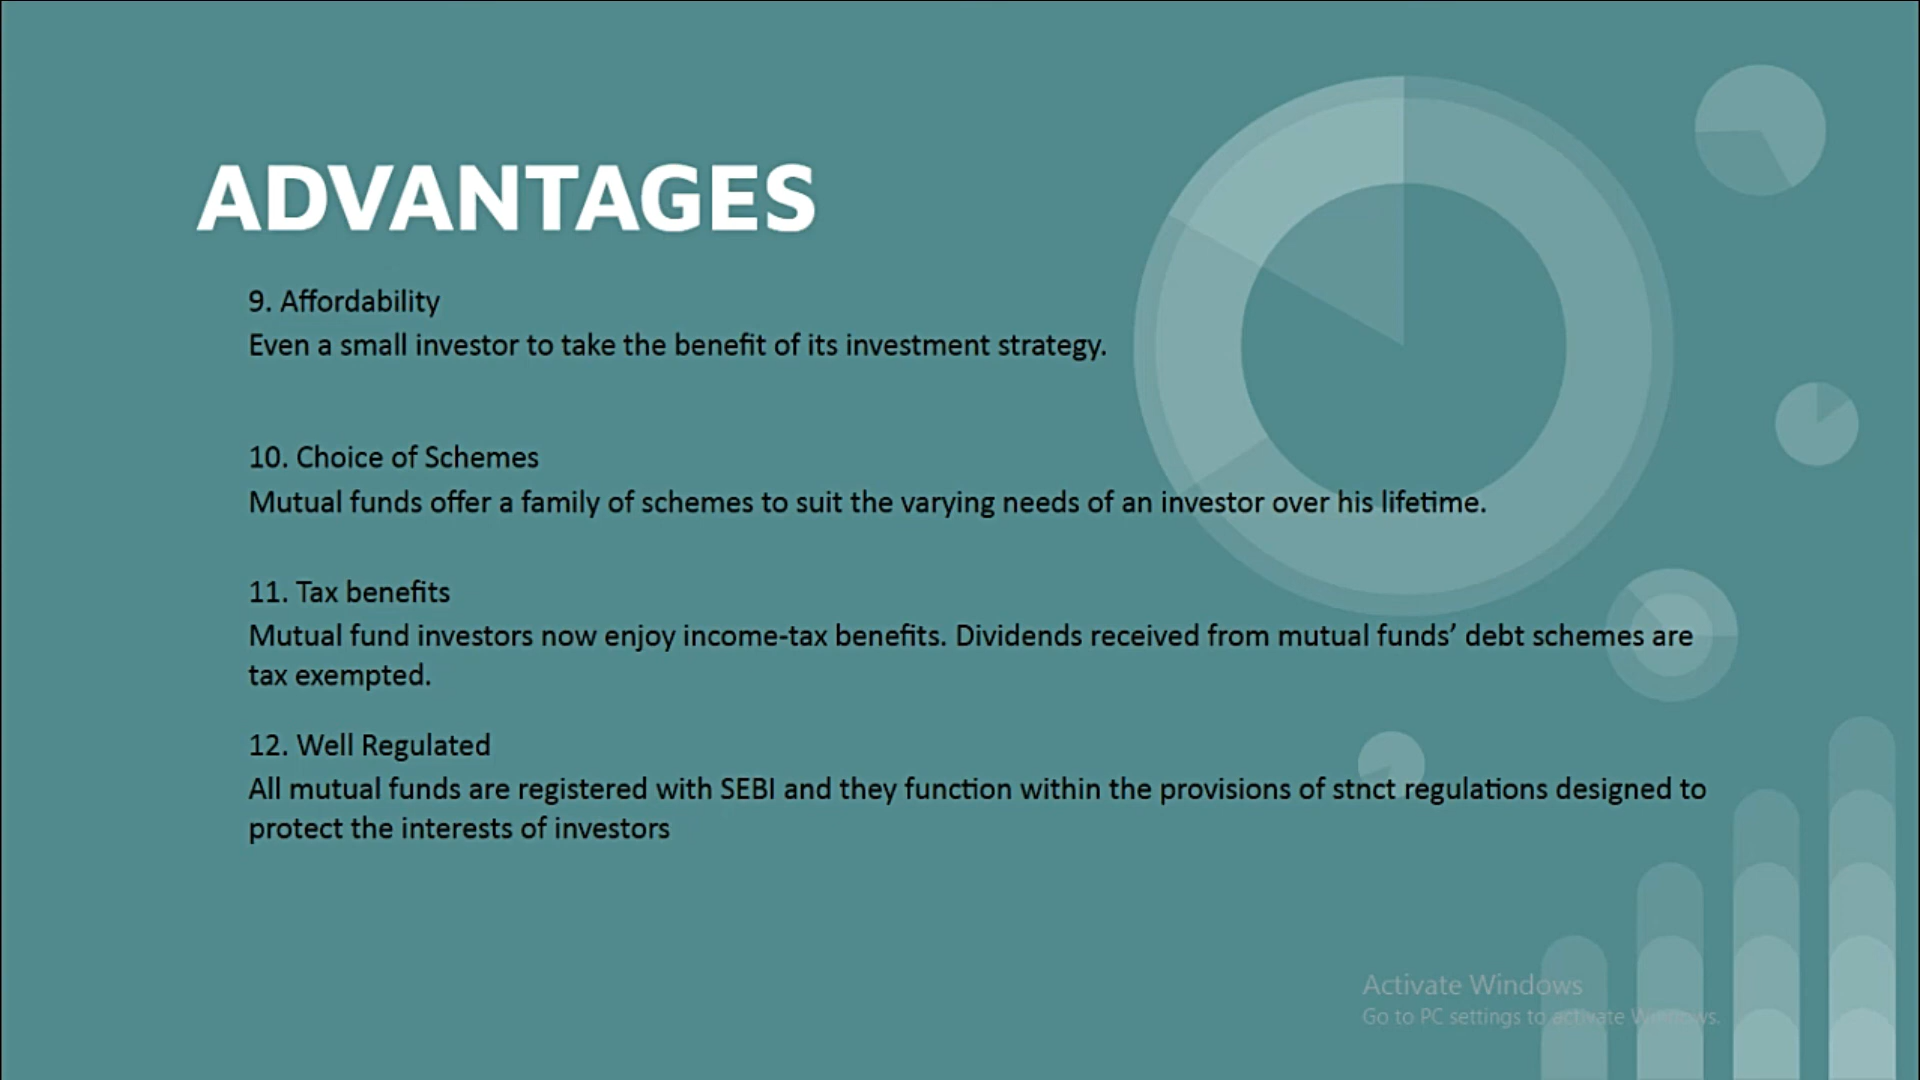 ADVANTAGES
9. Affordability
Even a small investor to take the benefit of its investment strategy.
10. Choice of Schemes
Mutual funds offer a family of schemes to suit the varying needs of an investor over his lifetime.
11. Tax benefits
Mutual fund investors now enjoy income-tax benefits. Dividends received from mutual funds’ debt schemes are
tax exempted.
12. Well Regulated
All mutual funds are registered with SEBI and they function within the provisions of stnct regulations designed to
protect the interests of investors
Activate Windows
Go to PC settings to activate Windows.